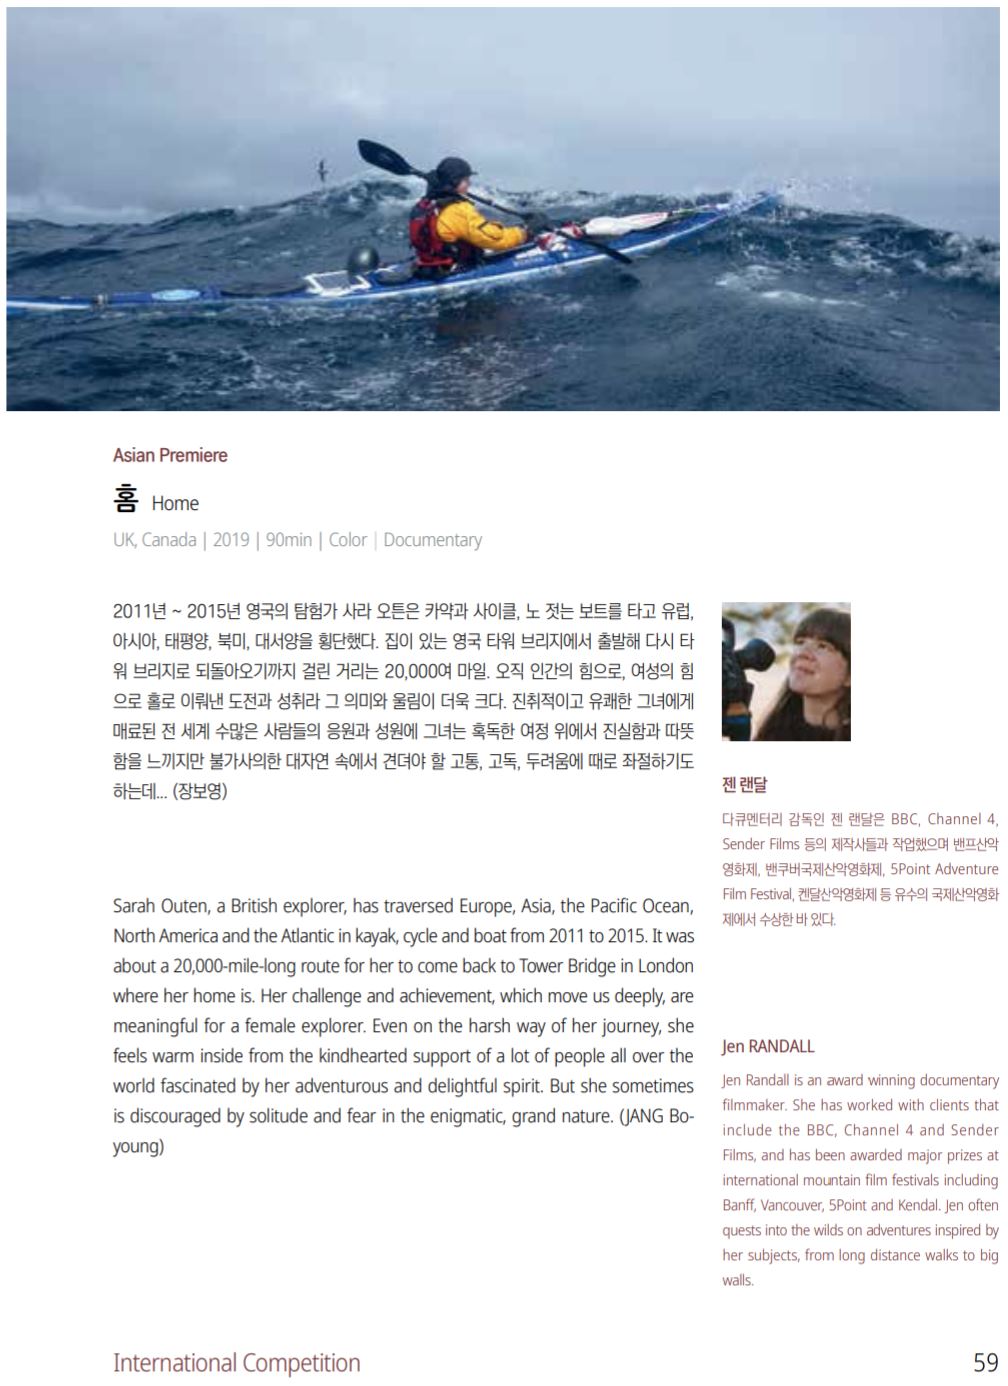 Asian Premiere
홈 Home
UK, Canada | 2019 | 90min | Color | Documentary
2011년 ~ 2015년 영국의 탐험가 사라 오튼은 카약과 사이클, 노 젓는 보트를 타고 유럽,
아시아, 태평양, 북미, 대서양을 횡단했다. 집이 있는 영국 타워 브리지에서 출발해 다시 타
워 브리지로 되돌아오기까지 걸린 거리는 20,000여 마일. 오직 인간의 힘으로, 여성의 힘
으로 홀로 이뤄낸 도전과 성취라 그 의미와 울림이 더욱 크다. 진취적이고 유쾌한 그녀에게
매료된 전 세계 수많은 사람들의 응원과 성원에 그녀는 혹독한 여정 위에서 진실함과 따뜻
함을 느끼지만 불가사의한 대자연 속에서 견뎌야 할 고통, 고독, 두려움에 때로 좌절하기도
하는데... (장보영)
Sarah Outen, a British explorer, has traversed Europe, Asia, the Pacific Ocean,
North America and the Atlantic in kayak, cycle and boat from 2011 to 2015. It was
about a 20,000-mile-long route for her to come back to Tower Bridge in London
where her home is. Her challenge and achievement, which move us deeply, are
meaningful for a female explorer. Even on the harsh way of her journey, she
feels warm inside from the kindhearted support of a lot of people all over the
world fascinated by her adventurous and delightful spirit. But she sometimes
is discouraged by solitude and fear in the enigmatic, grand nature. (JANG Bo-
young)
젠 랜달
다큐멘터리 감독인 젠 랜달은 BBC, Channel 4,
Sender Films 등의 제작사들과 작업했으며 밴프산악
영화제, 밴쿠버국제산악영화제, 5Point Adventure
Film Festival, 켄달산악영화제 등 유수의 국제산악영화
제에서 수상한 바 있다.
Jen RANDALL
Jen Randall is an award winning documentary
filmmaker. She has worked with clients that
include the BBC, Channel 4 and Sender
Films, and has been awarded major prizes at
international mountain film festivals including
Banff, Vancouver, 5Point and Kendal. Jen often
quests into the wilds on adventures inspired by
her subjects, from long distance walks to big
walls.
International Competition
59